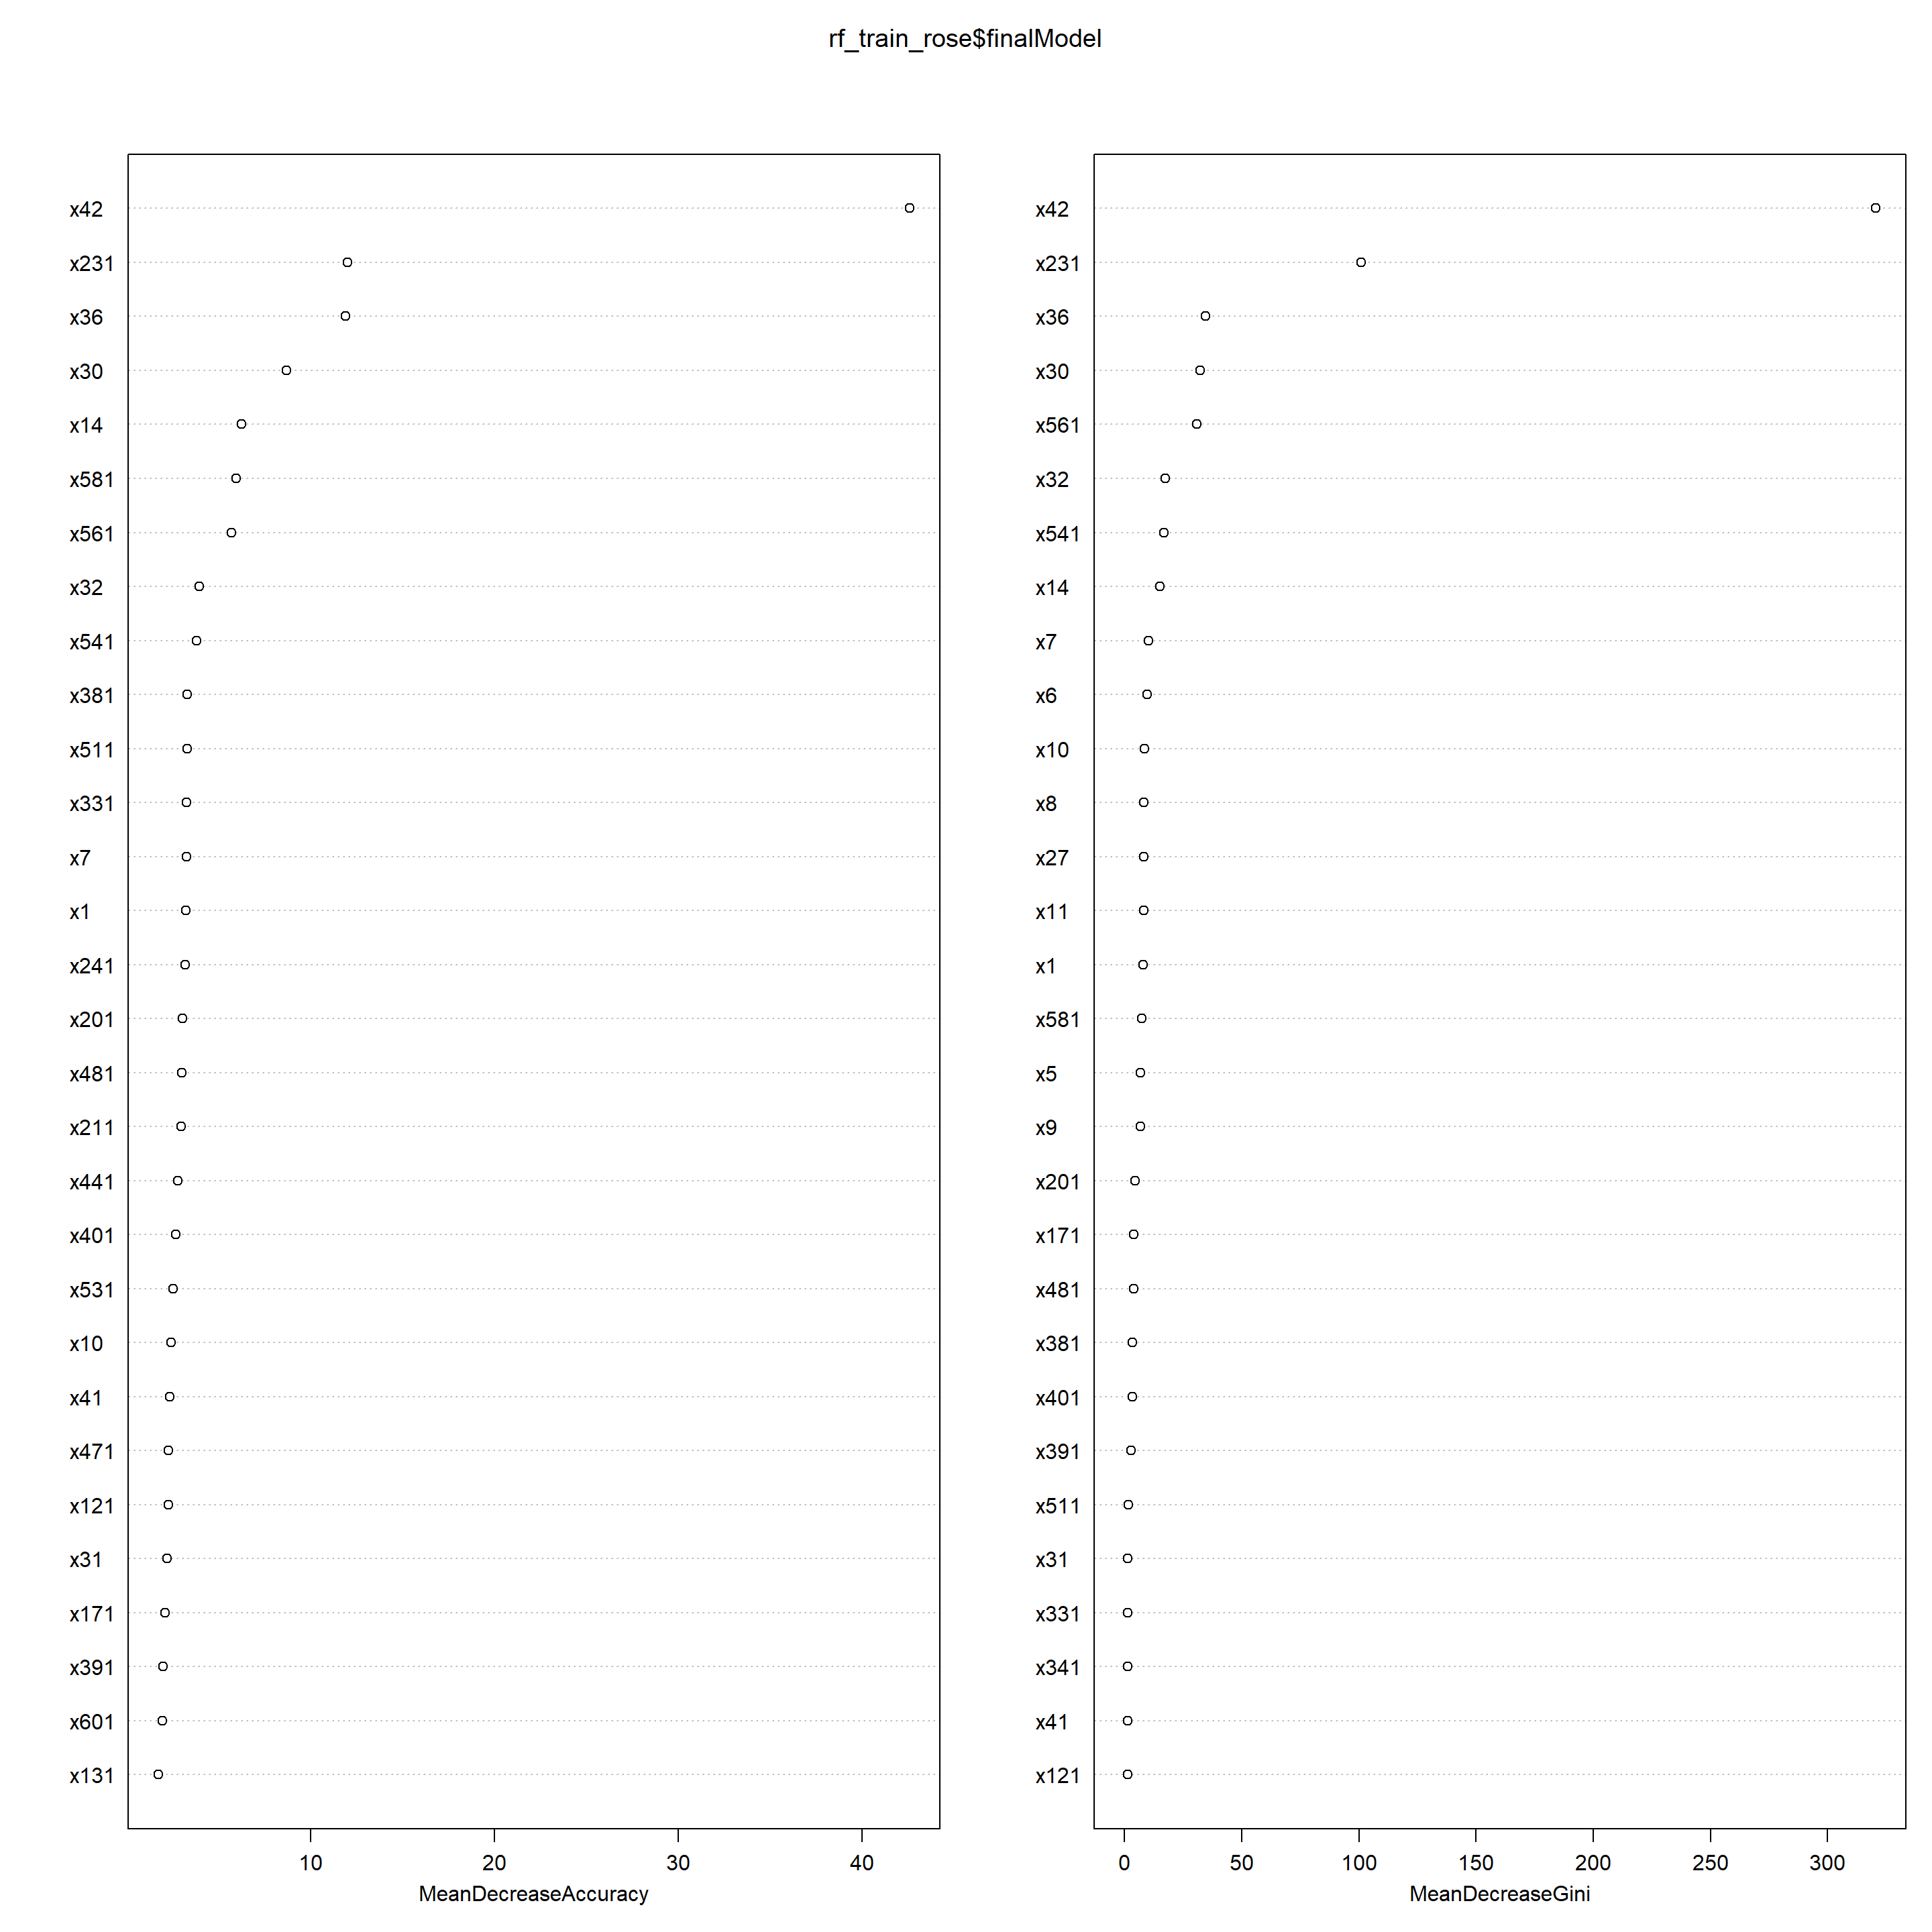 rf_train_rose$finalModel
x42
x231
x36
x30
x14
x581
x561
x32
x541
x381
x511
x331
x7
x1
x241
x201
x481
x211
x441
x401
x531
x10
x41
x471
x121
x31
x171
x391
x601
x131
10 20 30 40
MeanDecreaseAccuracy
x42
x231
x36
x30
x561
x32
x541
x14
x7
x6
x10
x8
x27
x11
x1
x581
x5
x9
x201
x171
x481
x381
x401
x391
x511
x31
x331
x341
x41
x121
0 50 100 150 200 250 300
MeanDecreaseGini